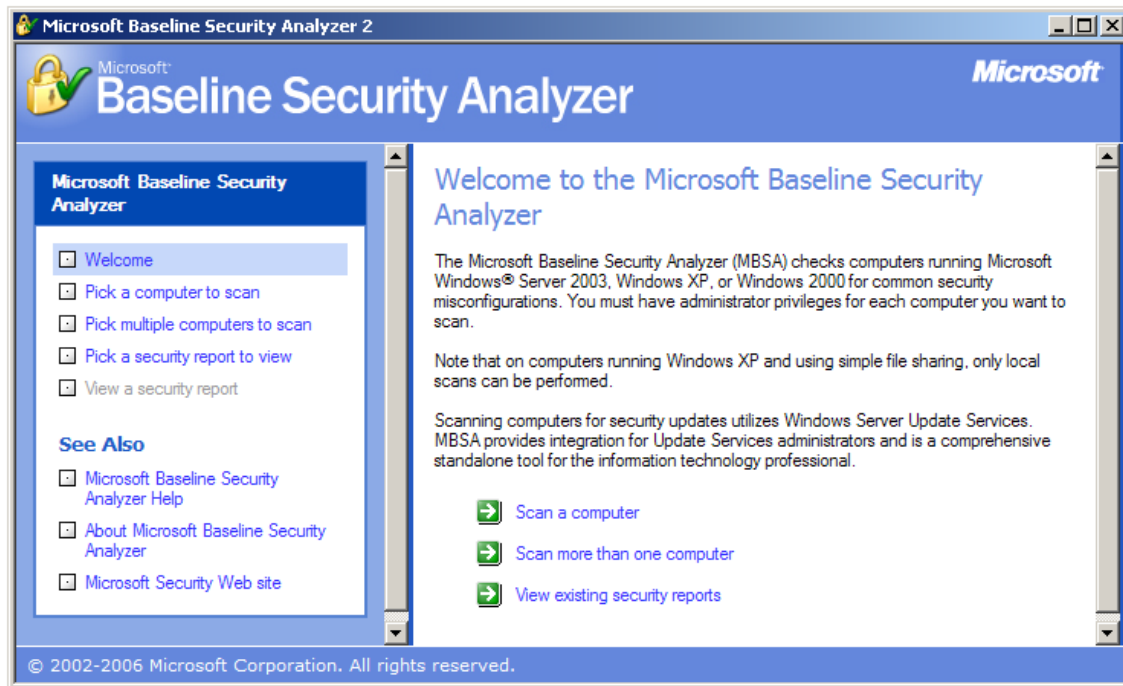 Microsoft Baseline Security Analyzer 2
Microsoft
Baseline Security Analyzer
Microsoft
Microsoft Baseline Security
Analyzer
Welcome
Pick a computer to scan
Pick multiple computers to scan
Pick a security report to view
View a security report
See Also
Microsoft Baseline Security
Analyzer Help
About Microsoft Baseline Security
Analyzer
Microsoft Security Web site
Welcome to the Microsoft Baseline Security
Analyzer
The Microsoft Baseline Security Analyzer (MBSA) checks computers running Microsoft
Windows® Server 2003, Windows XP, or Windows 2000 for common security
misconfigurations. You must have administrator privileges for each computer you want to
scan.
Note that on computers running Windows XP and using simple file sharing, only local
scans can be performed.
Scanning computers for security updates utilizes Windows Server Update Services.
MBSA provides integration for Update Services administrators and is a comprehensive
standalone tool for the information technology professional.
Scan a computer
Scan more than one computer
View existing security reports
© 2002-2006 Microsoft Corporation. All rights reserved.